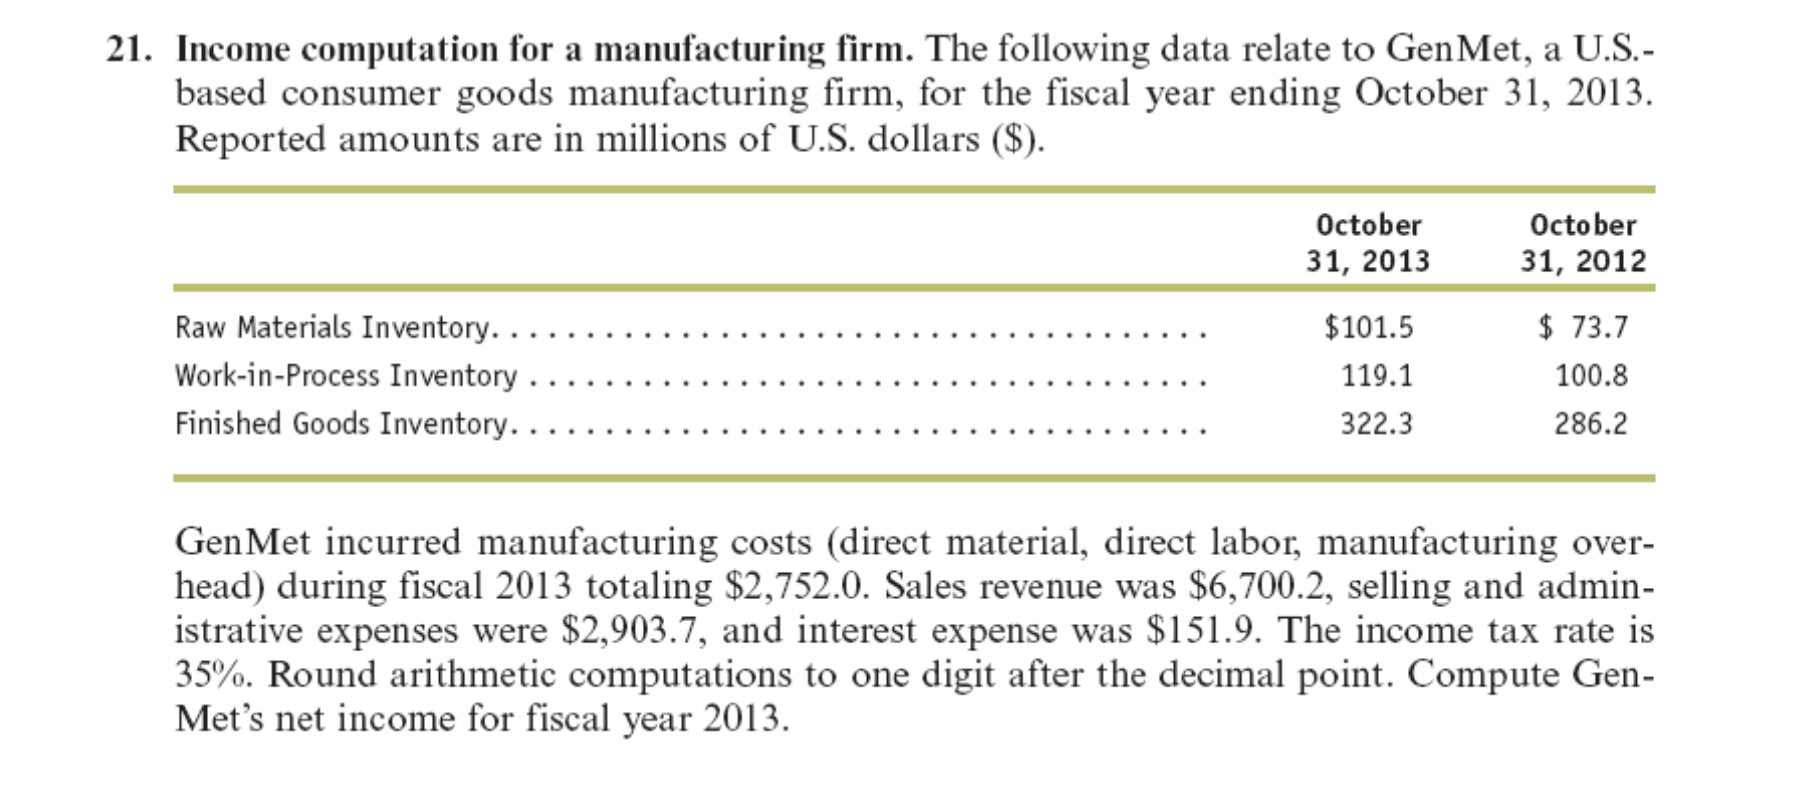 21. Income computation for a manufacturing firm. The following data relate to GenMet, a U.S.-
based consumer goods manufacturing firm, for the fiscal year ending October 31, 2013.
Reported amounts are in millions of U.S. dollars ($).
October October
31, 2013 31, 2012
Raw Materials Inventory. . . . . . . . . . . . . . . . . . . . . . . . . . . . . . . . . . . . . $101.5 $ 73.7
Work-in-Process Inventory . . . . . . . . . . . . . . . . . . . . . . . . . . . . . . . . . . . . 119.1 100.8
Finished Goods Inventory. . . . . . . . . . . . . . . . . . . . . . . . . . . . . . . . . . . . . 322.3 286.2
GenMet incurred manufacturing costs (direct material, direct labor, manufacturing over-
head) during fiscal 2013 totaling $2,752.0. Sales revenue was $6,700.2, selling and admin-
istrative expenses were $2,903.7, and interest expense was $151.9. The income tax rate is
35%. Round arithmetic computations to one digit after the decimal point. Compute Gen-
Met’s net income for fiscal year 2013.